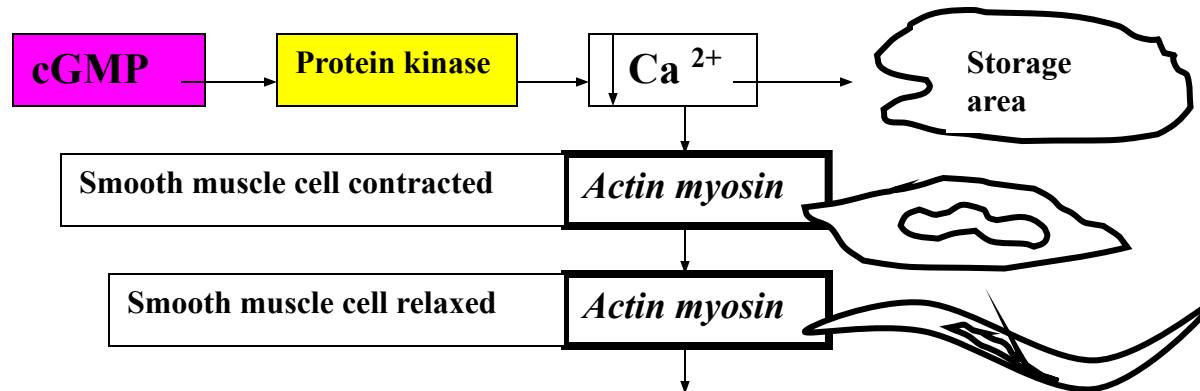 cGMP
Protein kinase
Ca 2+
Storage
area
Smooth muscle cell contracted
Actin myosin
Smooth muscle cell relaxed
Actin myosin